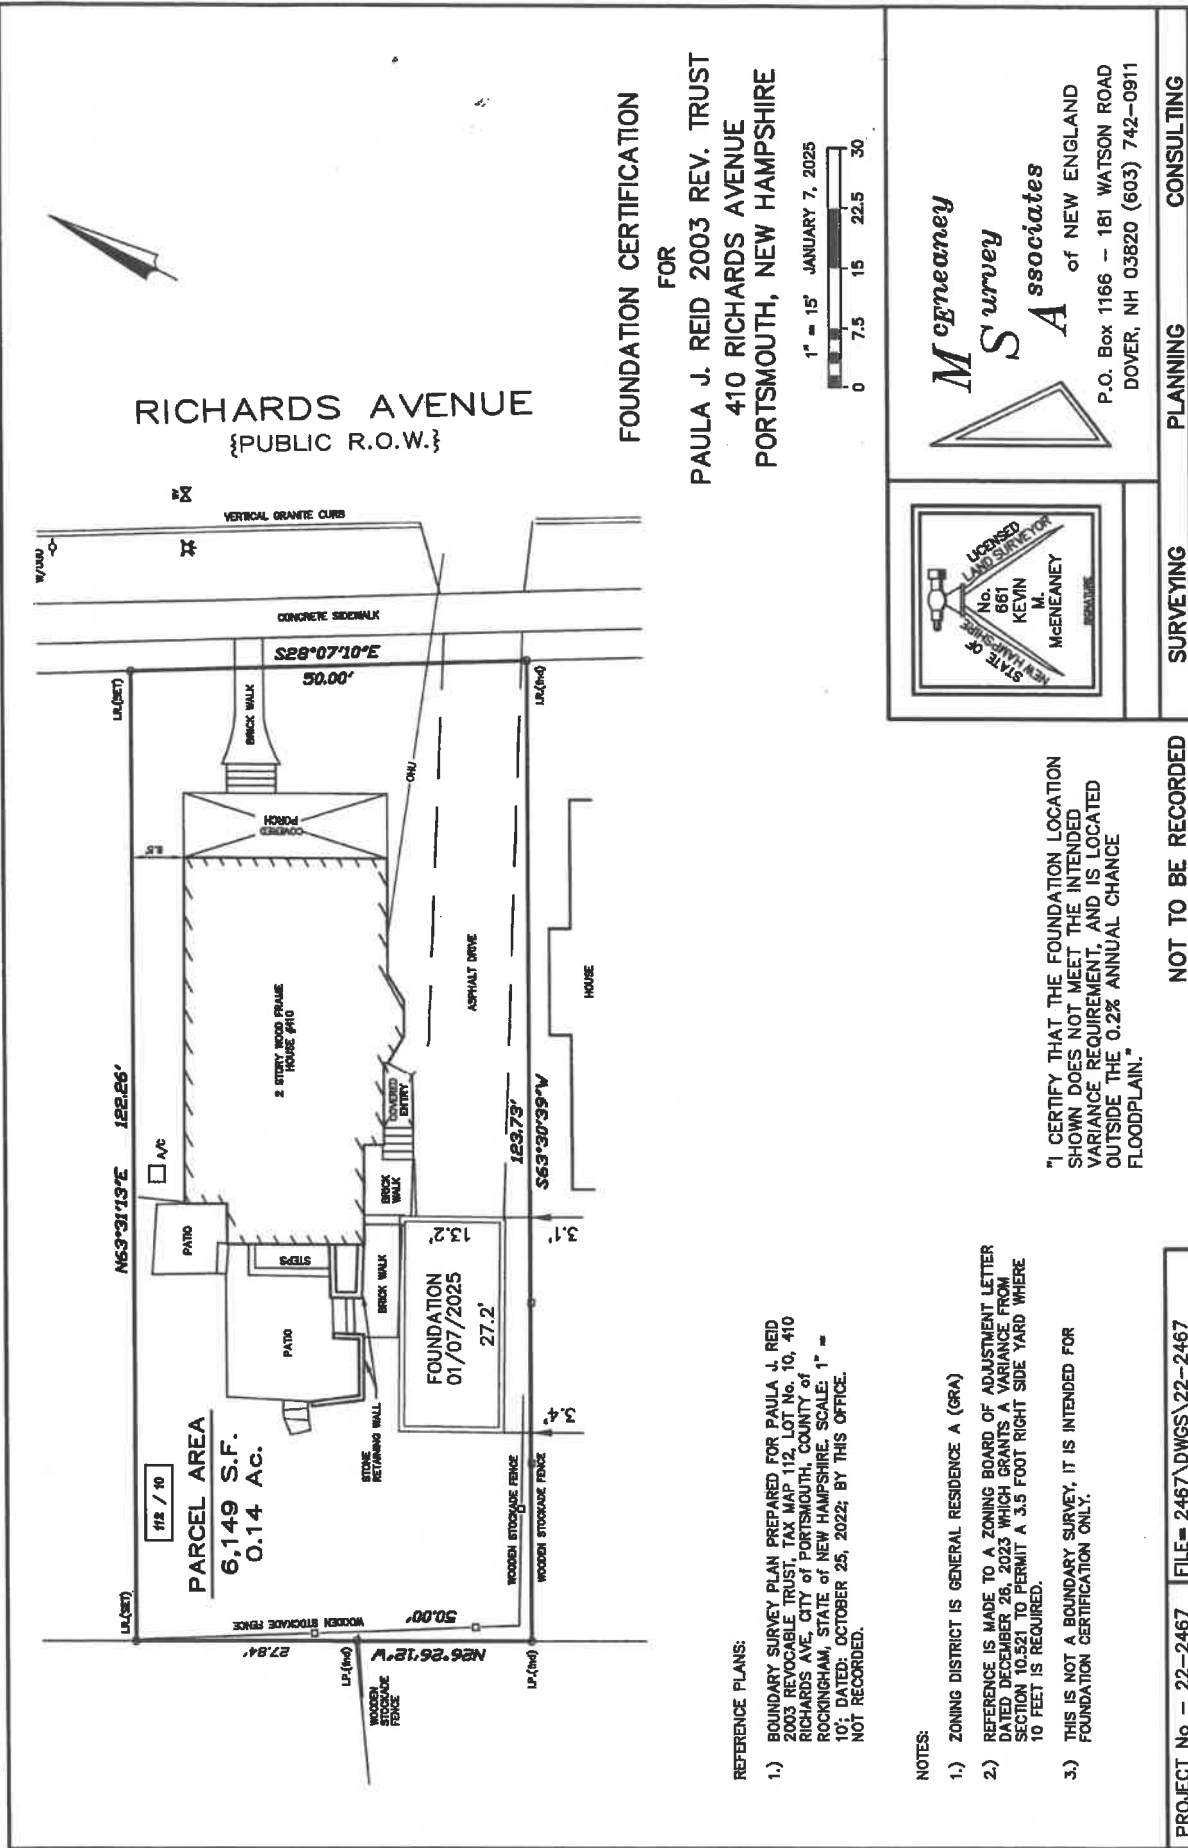 RICHARDS AVENUE
{PUBLIC R.O.W.}
W/UUU
WV
VERTICAL GRANITE CURB
CONCRETE SIDEWALK
S28°07'10"E
50.00'
I.R.(SET)
I.R.(fnd)
BRICK WALK
COVERED
PORCH
OHU
ASPHALT DRIVE
HOUSE
2 STORY WOOD FRAME
HOUSE #410
N63°31'13"E 122.26'
A/C
COVERED
ENTRY
123.73'
S63°30'39"W
PATIO
BRICK
WALK
STEPS
BRICK WALK
PATIO
13.2'
3.1'
FOUNDATION
01/07/2025
27.2'
3.4'
STONE
RETAINING WALL
112 / 10
PARCEL AREA
6,149 S.F.
0.14 Ac.
WOODEN STOCKADE FENCE
WOODEN STOCKADE FENCE
I.R.(SET)
WOODEN STOCKADE FENCE
50.00'
27.84'
N26°26'12"W
I.P.(fnd)
I.P.(fnd)
WOODEN
STOCKADE
FENCE
FOUNDATION CERTIFICATION
FOR
PAULA J. REID 2003 REV. TRUST
410 RICHARDS AVENUE
PORTSMOUTH, NEW HAMPSHIRE
1" = 15' JANUARY 7, 2025
0 7.5 15 22.5 30
REFERENCE PLANS:
1.) BOUNDARY SURVEY PLAN PREPARED FOR PAULA J. REID
2003 REVOCABLE TRUST, TAX MAP 112, LOT No. 10, 410
RICHARDS AVE, CITY of PORTSMOUTH, COUNTY of
ROCKINGHAM, STATE of NEW HAMPSHIRE. SCALE: 1" =
10'; DATED: OCTOBER 25, 2022; BY THIS OFFICE.
NOT RECORDED.
NOTES:
1.) ZONING DISTRICT IS GENERAL RESIDENCE A (GRA)
2.) REFERENCE IS MADE TO A ZONING BOARD OF ADJUSTMENT LETTER
DATED DECEMBER 26, 2023 WHICH GRANTS A VARIANCE FROM
SECTION 10.521 TO PERMIT A 3.5 FOOT RIGHT SIDE YARD WHERE
10 FEET IS REQUIRED.
3.) THIS IS NOT A BOUNDARY SURVEY, IT IS INTENDED FOR
FOUNDATION CERTIFICATION ONLY.
"I CERTIFY THAT THE FOUNDATION LOCATION
SHOWN DOES NOT MEET THE INTENDED
VARIANCE REQUIREMENT, AND IS LOCATED
OUTSIDE THE 0.2% ANNUAL CHANCE
FLOODPLAIN."
NOT TO BE RECORDED
STATE OF
NEW HAMPSHIRE
LICENSED
LAND SURVEYOR
No.
661
KEVIN
M.
McENEANEY
SIGNATURE
McEneaney
Survey
Associates
of NEW ENGLAND
P.O. Box 1166 - 181 WATSON ROAD
DOVER, NH 03820 (603) 742-0911
SURVEYING PLANNING CONSULTING
PROJECT No - 22-2467 FILE= 2467\DWGS\22-2467